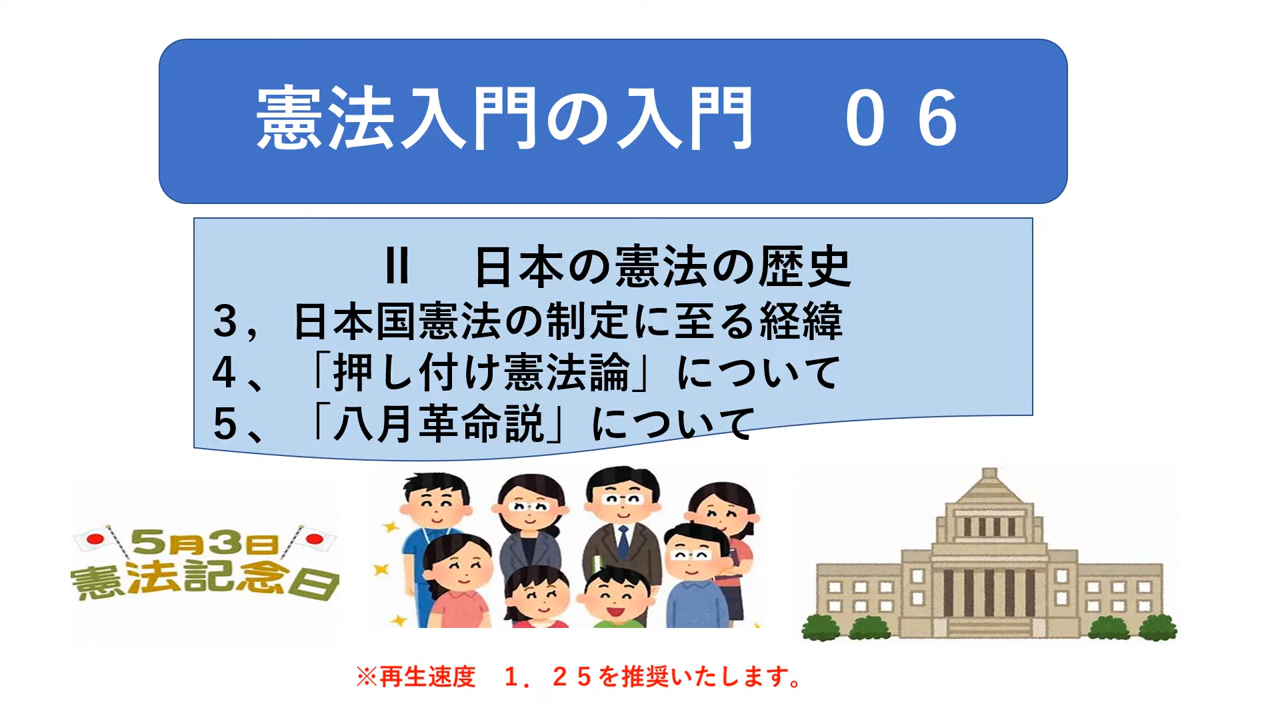 憲法入門の入門　０６
Ⅱ　日本の憲法の歴史
３，日本国憲法の制定に至る経緯
４、「押し付け憲法論」について
５、「八月革命説」について
５月３日
憲法記念日
※再生速度　１．２５を推奨いたします。